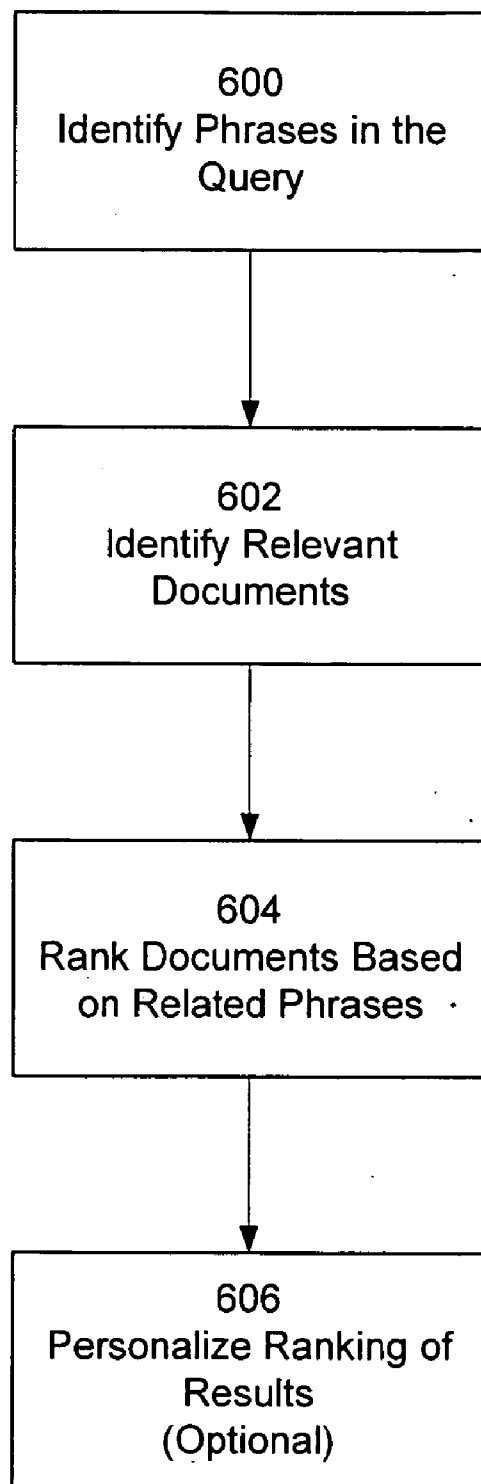 600
Identify Phrases in the
Query
602
Identify Relevant
Documents
604
Rank Documents Based
on Related Phrases
606
Personalize Ranking of
Results
(Optional)